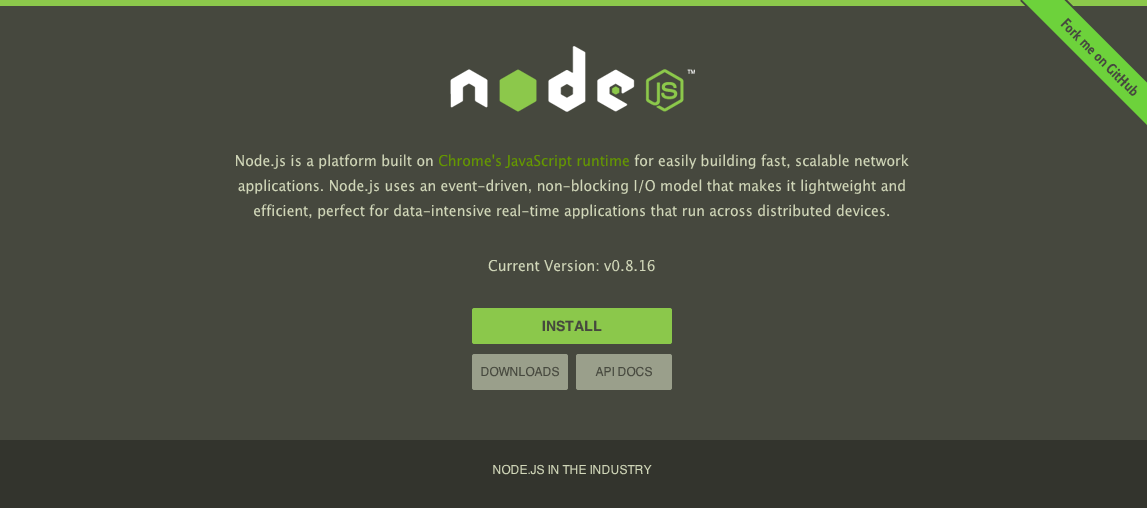 Fork me on GitHub
node JS™
Node.js is a platform built on Chrome's JavaScript runtime for easily building fast, scalable network
applications. Node.js uses an event-driven, non-blocking I/O model that makes it lightweight and
efficient, perfect for data-intensive real-time applications that run across distributed devices.
Current Version: v0.8.16
INSTALL
DOWNLOADS API DOCS
NODE.JS IN THE INDUSTRY